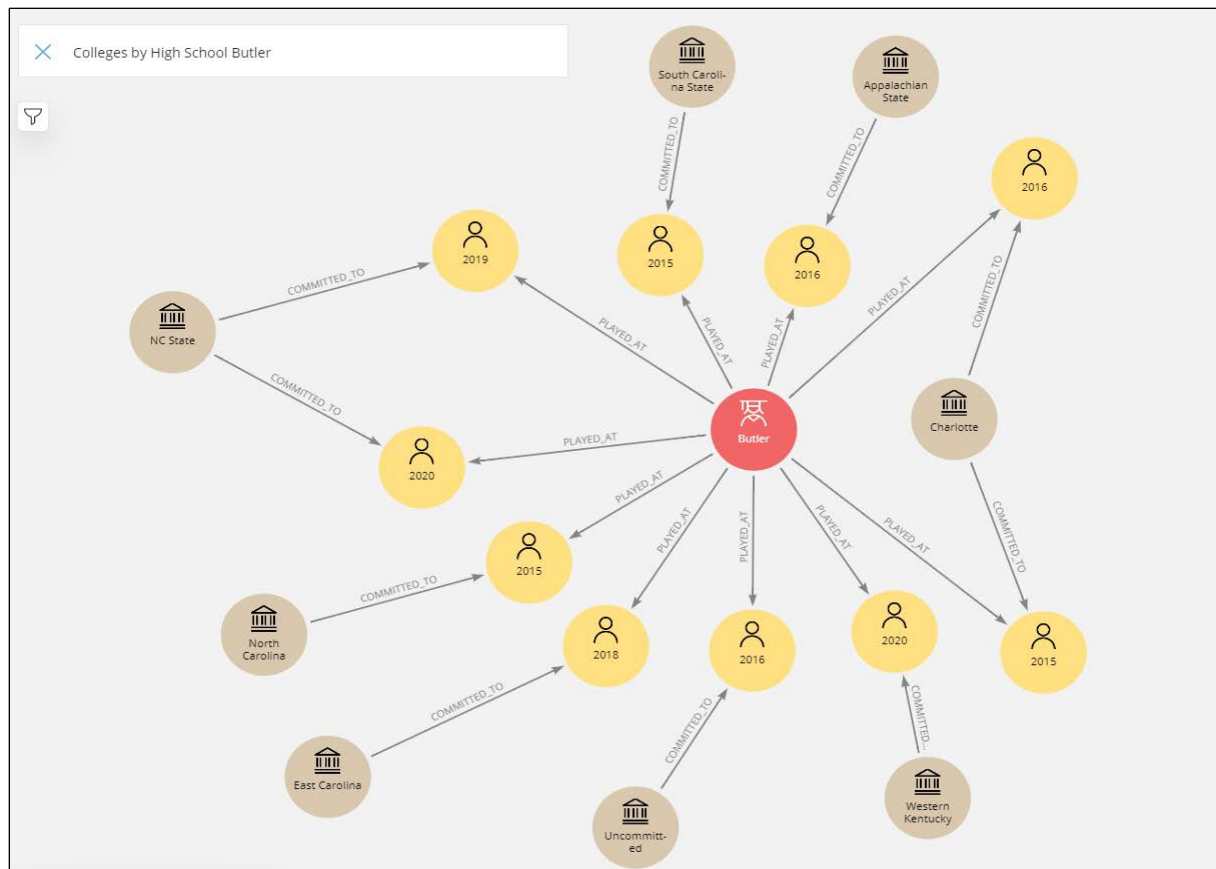 Colleges by High School Butler
South Caroli-
na State
Appalachian
State
COMMITTED_TO
COMMITTED_TO
2016
2019
2015
2016
COMMITTED_TO
COMMITTED_TO
PLAYED_AT
NC State
PLAYED_AT
PLAYED_AT
PLAYED_AT
COMMITTED_TO
Butler
Charlotte
PLAYED_AT
2020
PLAYED_AT
PLAYED_AT
PLAYED_AT
PLAYED_AT
PLAYED_AT
COMMITTED_TO
2015
COMMITTED_TO
North
Carolina
2018
2016
2020
2015
COMMITTED_TO
COMMITTED_TO
COMMITTED...
East Carolina
Uncommitt-
ed
Western
Kentucky